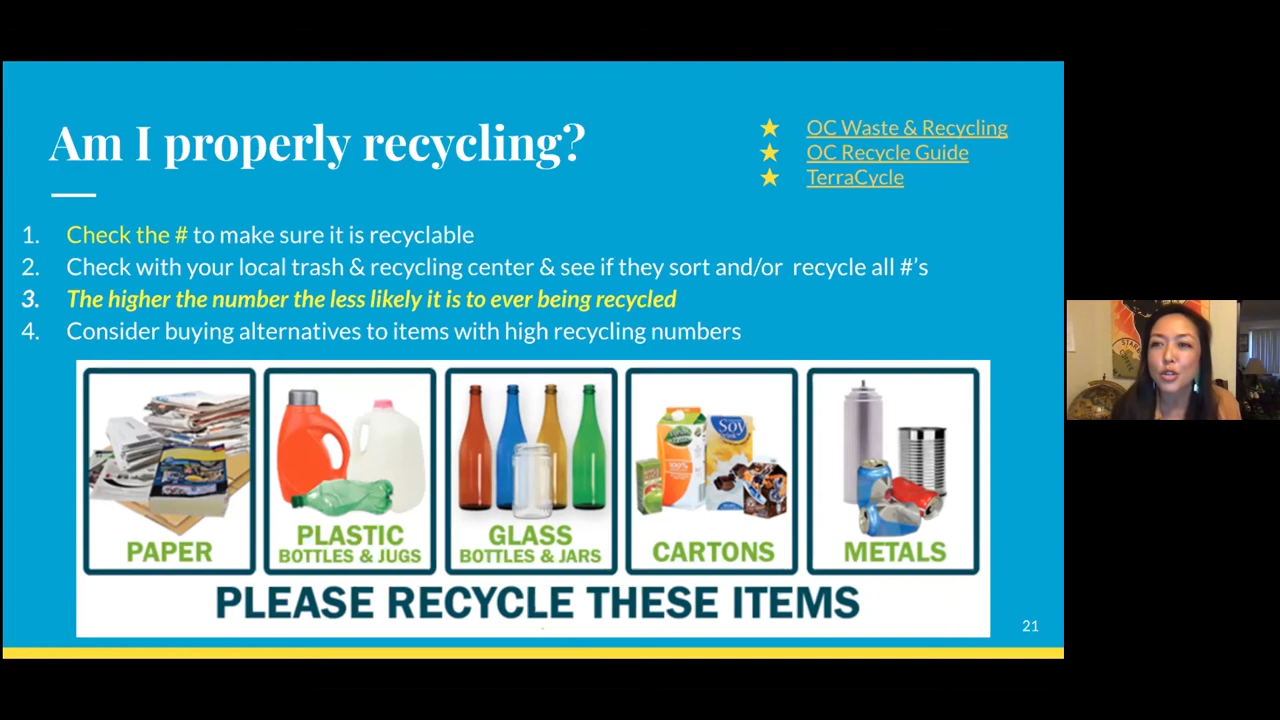 Am I properly recycling?
★ OC Waste & Recycling
★ OC Recycle Guide
★ TerraCycle
1. Check the # to make sure it is recyclable
2. Check with your local trash & recycling center & see if they sort and/or recycle all #'s
3. The higher the number the less likely it is to ever being recycled
4. Consider buying alternatives to items with high recycling numbers
Soy
100%
PAPER
PLASTIC
BOTTLES & JUGS
GLASS
BOTTLES & JARS
CARTONS
METALS
PLEASE RECYCLE THESE ITEMS
21